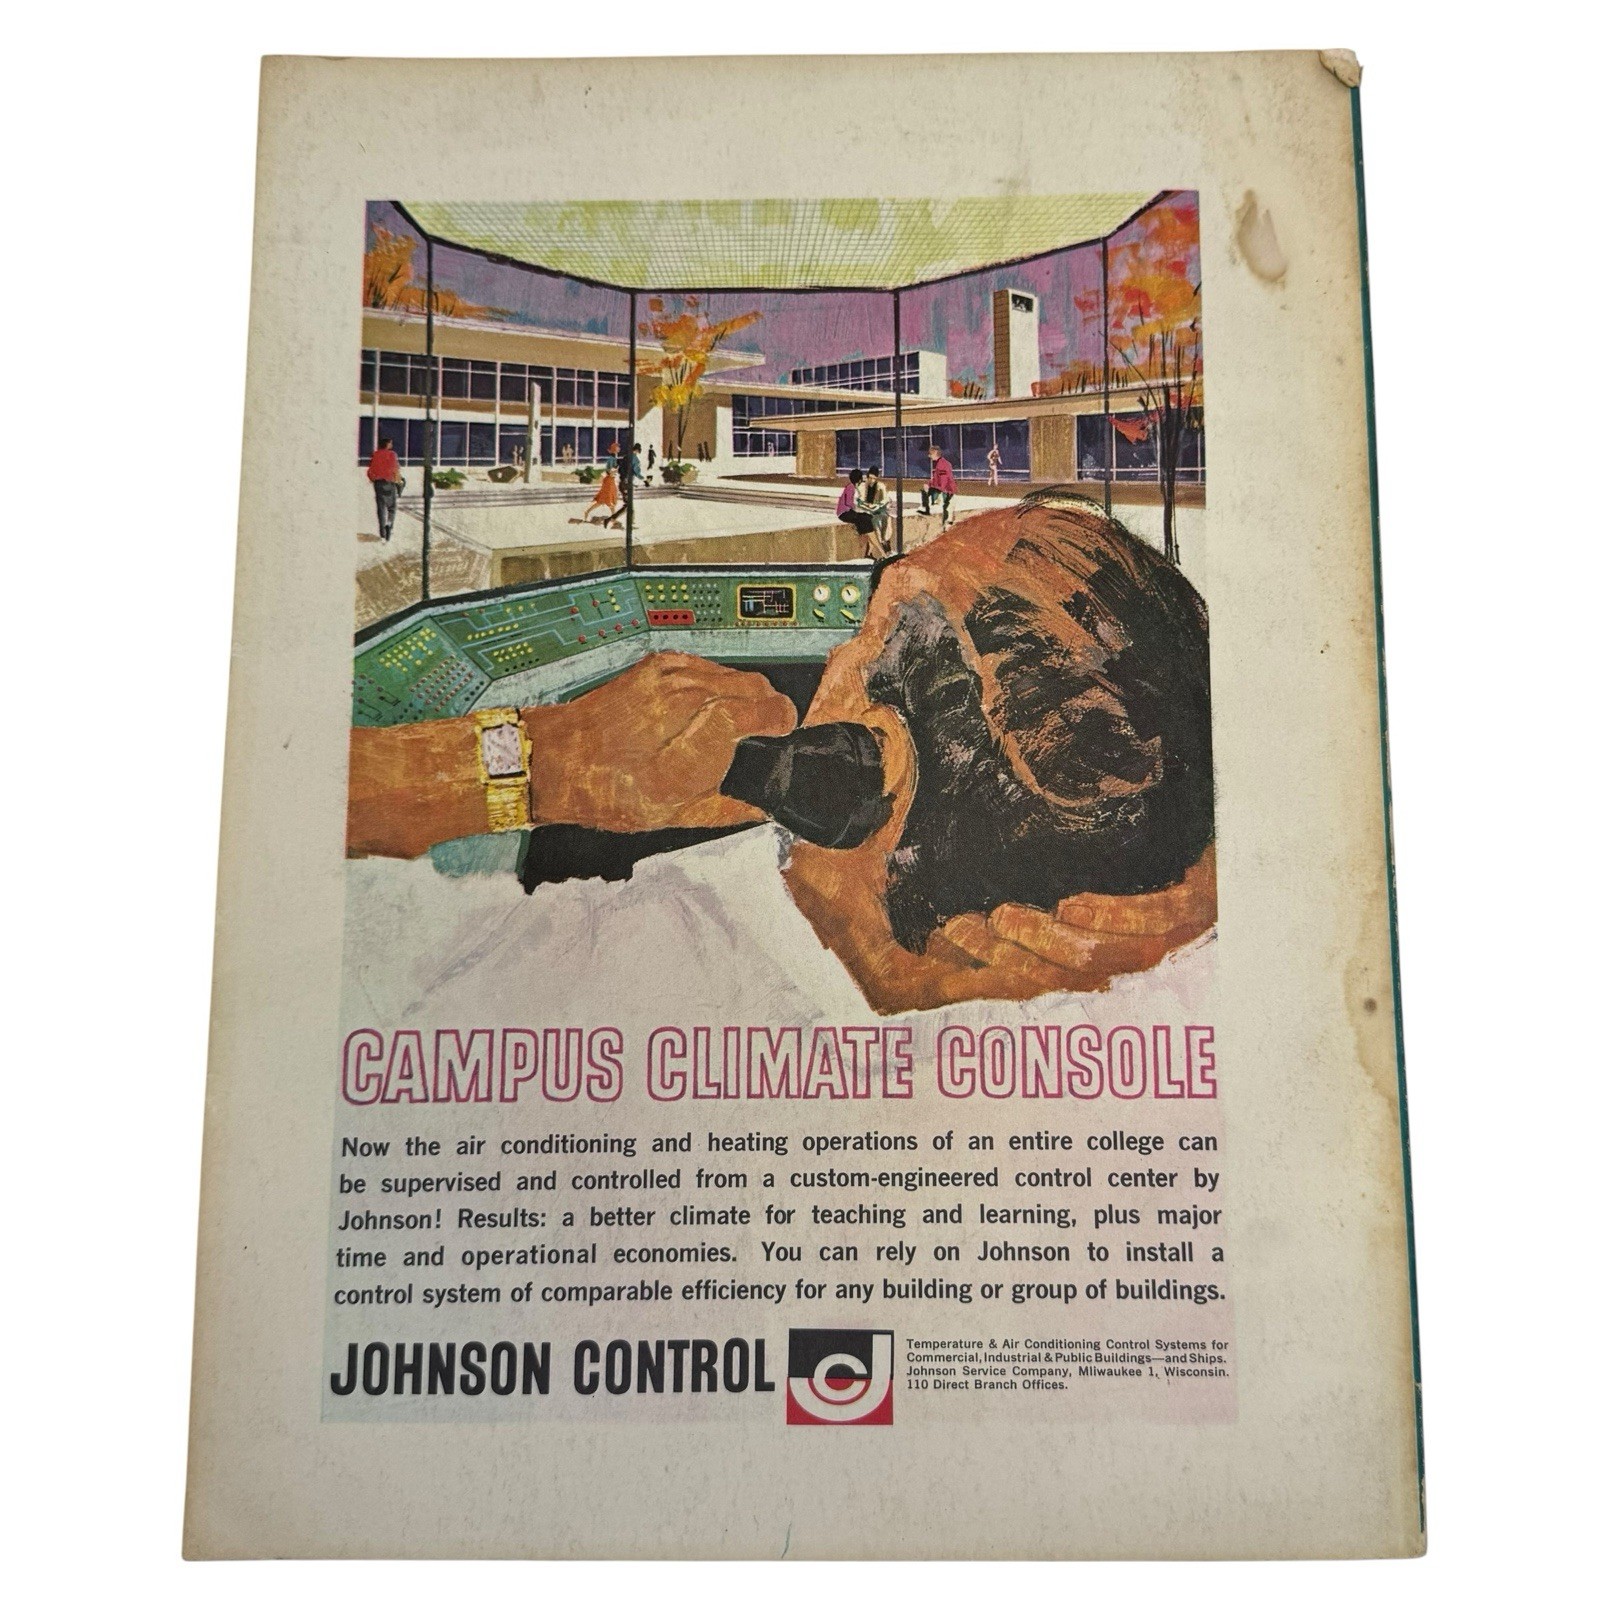 CAMPUS CLIMATE CONSOLE
Now the air conditioning and heating operations of an entire college can
be supervised and controlled from a custom-engineered control center by
Johnson! Results: a better climate for teaching and learning, plus major
time and operational economies. You can rely on Johnson to install a
control system of comparable efficiency for any building or group of buildings.
JOHNSON CONTROL
Temperature & Air Conditioning Control Systems for
Commercial, Industrial & Public Buildings—and Ships.
Johnson Service Company, Milwaukee 1, Wisconsin.
110 Direct Branch Offices.